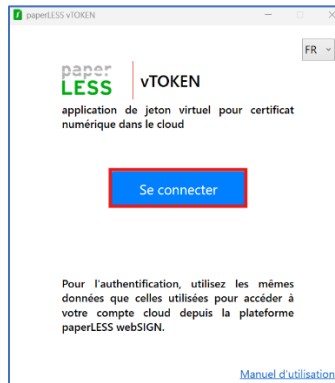 paperLESS vTOKEN
FR
paper
LESS
vTOKEN
application de jeton virtuel pour certificat
numérique dans le cloud
Se connecter
Pour l'authentification, utilisez les mêmes
données que celles utilisées pour accéder à
votre compte cloud depuis la plateforme
paperLESS webSIGN.
Manuel d'utilisation